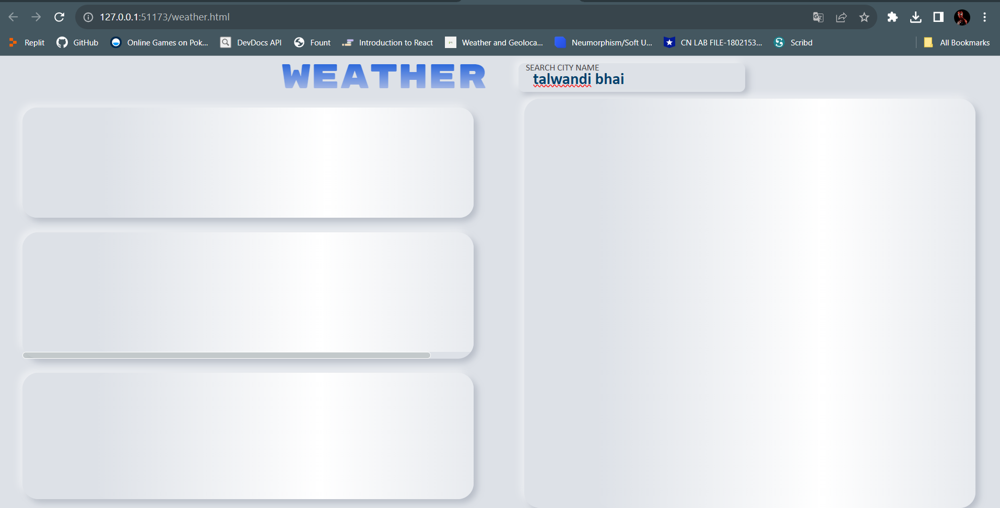 127.0.0.1:51173/weather.html
Replit GitHub Online Games on Pok... DevDocs API Fount Introduction to React Weather and Geoloca... Neumorphism/Soft U... CN LAB FILE-1802153... Scribd All Bookmarks
WEATHER
SEARCH CITY NAME
talwandi bhai